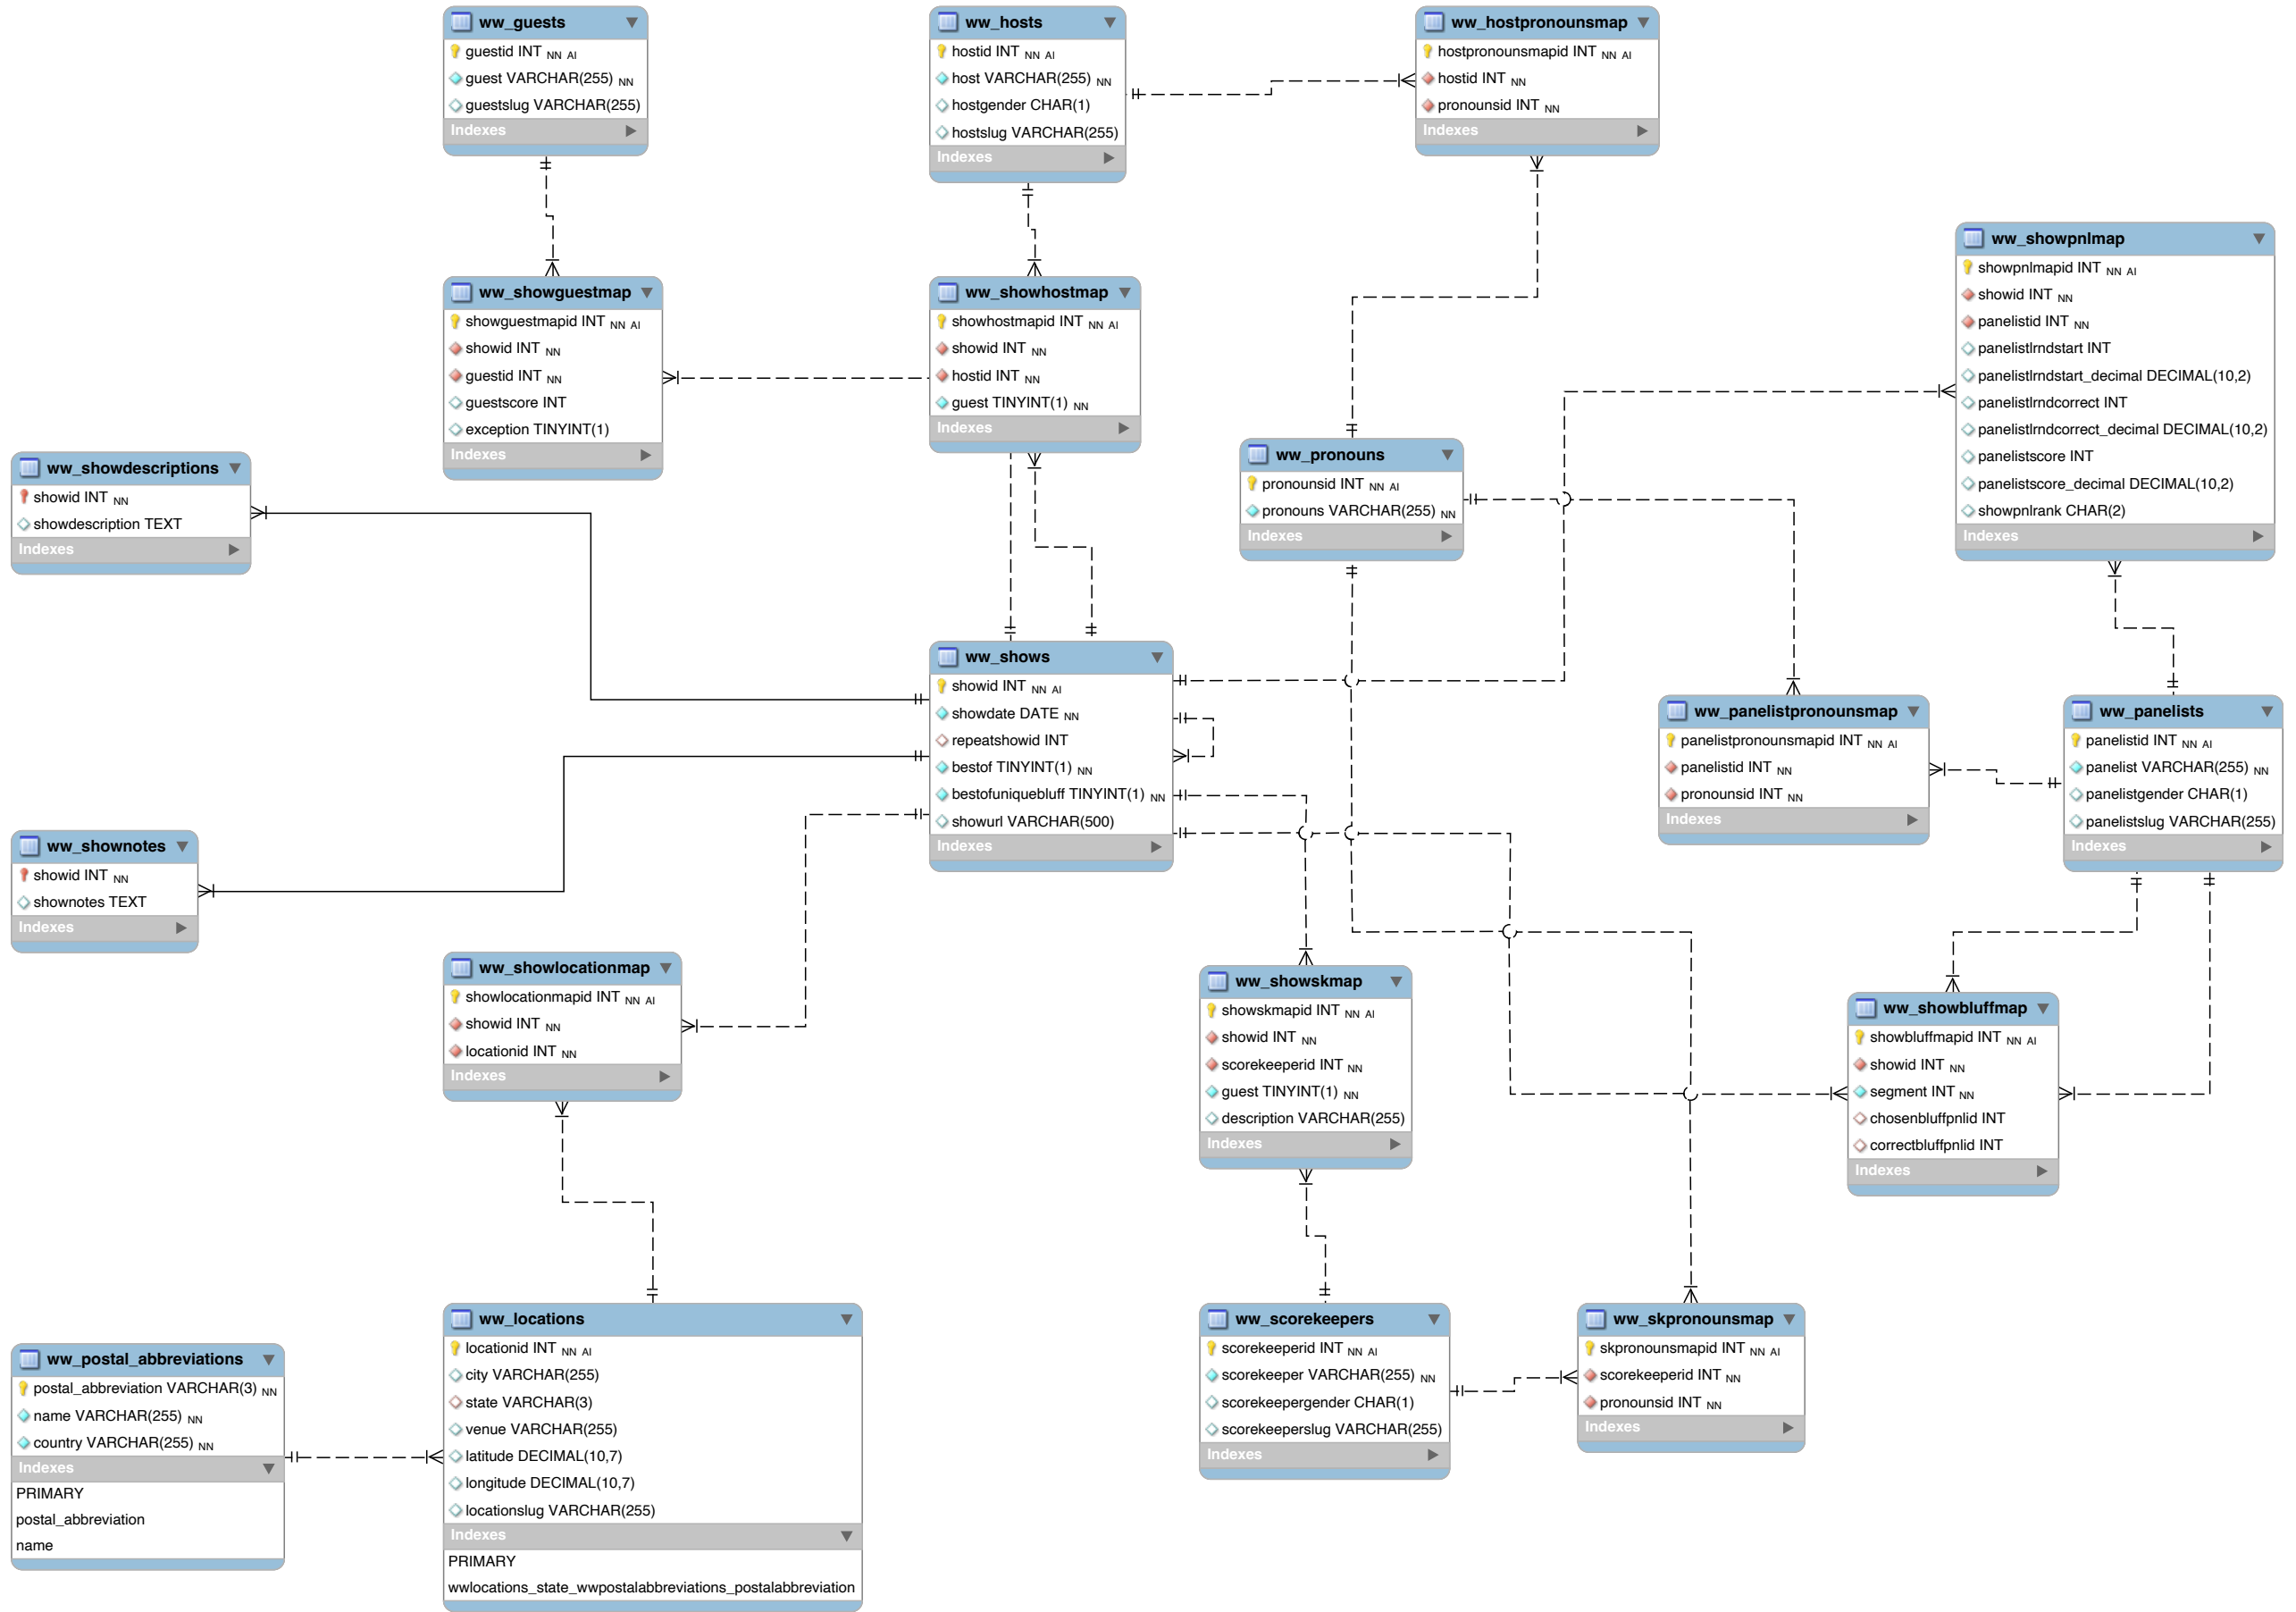 ww_guests
guestid INT NN AI
guest VARCHAR(255) NN
guestslug VARCHAR(255)
Indexes
ww_hosts
hostid INT NN AI
host VARCHAR(255) NN
hostgender CHAR(1)
hostslug VARCHAR(255)
Indexes
ww_hostpronounsmap
hostpronounsmapid INT NN AI
hostid INT NN
pronounsid INT NN
Indexes
ww_showpnlmap
showpnlmapid INT NN AI
showid INT NN
panelistid INT NN
panelistlrndstart INT
panelistlrndstart_decimal DECIMAL(10,2)
panelistlrndcorrect INT
panelistlrndcorrect_decimal DECIMAL(10,2)
panelistscore INT
panelistscore_decimal DECIMAL(10,2)
showpnlrank CHAR(2)
Indexes
ww_showguestmap
showguestmapid INT NN AI
showid INT NN
guestid INT NN
guestscore INT
exception TINYINT(1)
Indexes
ww_showhostmap
showhostmapid INT NN AI
showid INT NN
hostid INT NN
guest TINYINT(1) NN
Indexes
ww_showdescriptions
showid INT NN
showdescription TEXT
Indexes
ww_pronouns
pronounsid INT NN AI
pronouns VARCHAR(255) NN
Indexes
ww_shows
showid INT NN AI
showdate DATE NN
repeatshowid INT
bestof TINYINT(1) NN
bestofuniquebluff TINYINT(1) NN
showurl VARCHAR(500)
Indexes
ww_panelistpronounsmap
panelistpronounsmapid INT NN AI
panelistid INT NN
pronounsid INT NN
Indexes
ww_panelists
panelistid INT NN AI
panelist VARCHAR(255) NN
panelistgender CHAR(1)
panelistslug VARCHAR(255)
Indexes
ww_shownotes
showid INT NN
shownotes TEXT
Indexes
ww_showlocationmap
showlocationmapid INT NN AI
showid INT NN
locationid INT NN
Indexes
ww_showskmap
showskmapid INT NN AI
showid INT NN
scorekeeperid INT NN
guest TINYINT(1) NN
description VARCHAR(255)
Indexes
ww_showbluffmap
showbluffmapid INT NN AI
showid INT NN
segment INT NN
chosenbluffpnlid INT
correctbluffpnlid INT
Indexes
ww_postal_abbreviations
postal_abbreviation VARCHAR(3) NN
name VARCHAR(255) NN
country VARCHAR(255) NN
Indexes
PRIMARY
postal_abbreviation
name
ww_locations
locationid INT NN AI
city VARCHAR(255)
state VARCHAR(3)
venue VARCHAR(255)
latitude DECIMAL(10,7)
longitude DECIMAL(10,7)
locationslug VARCHAR(255)
Indexes
PRIMARY
wwlocations_state_wwpostalabbreviations_postalabbreviation
ww_scorekeepers
scorekeeperid INT NN AI
scorekeeper VARCHAR(255) NN
scorekeepergender CHAR(1)
scorekeeperslug VARCHAR(255)
Indexes
ww_skpronounsmap
skpronounsmapid INT NN AI
scorekeeperid INT NN
pronounsid INT NN
Indexes